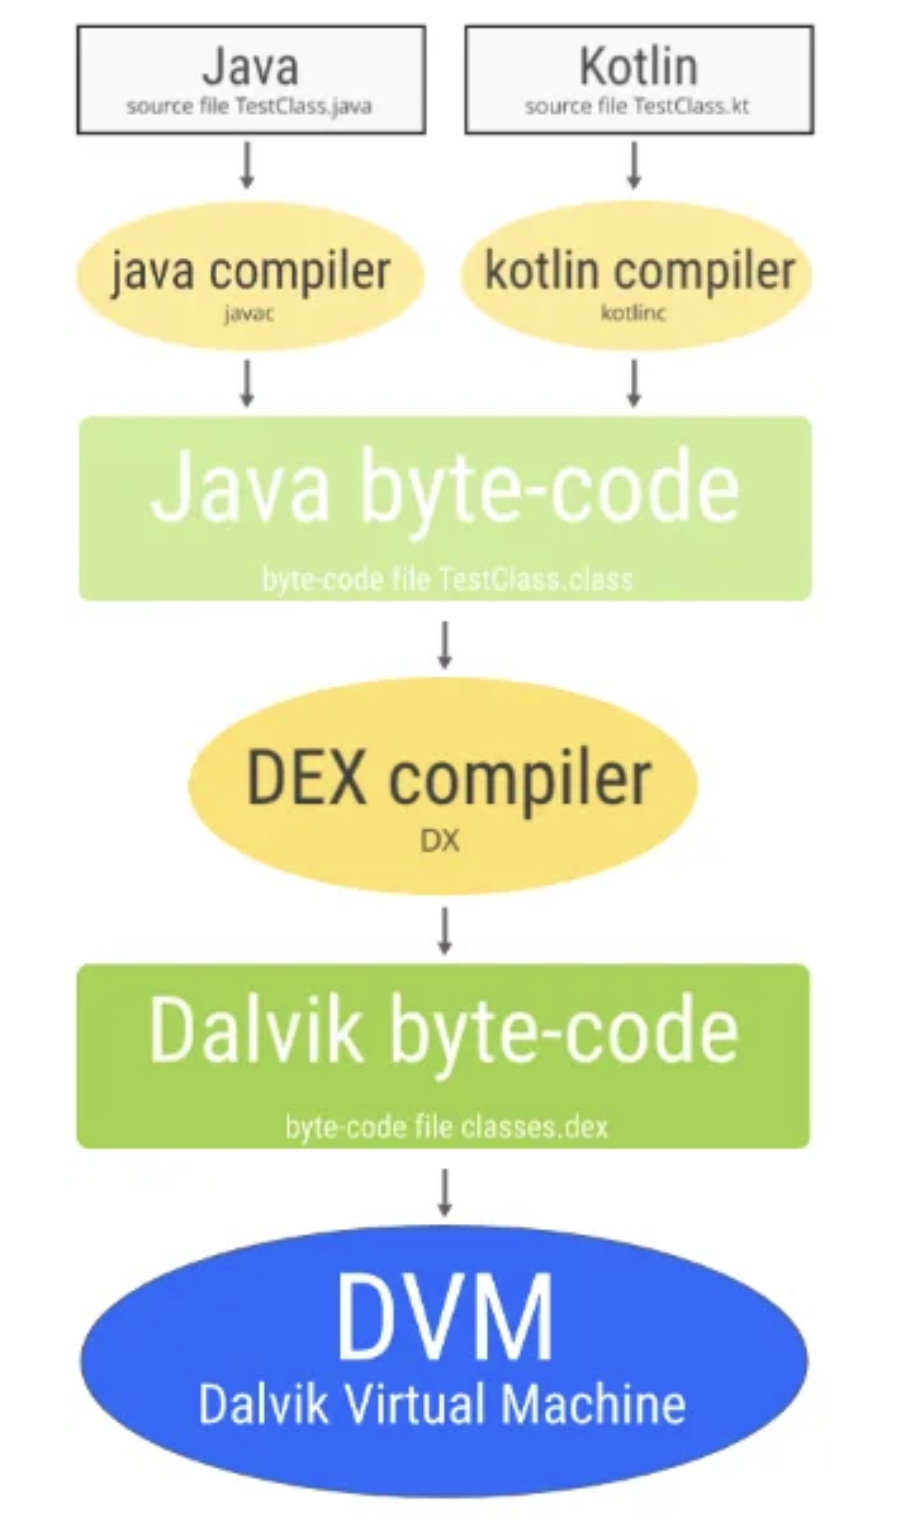 Java
source file TestClass.java
Kotlin
source file TestClass.kt
java compiler
javac
kotlin compiler
kotlinc
Java byte-code
byte-code file TestClass.class
DEX compiler
DX
Dalvik byte-code
byte-code file classes.dex
DVM
Dalvik Virtual Machine